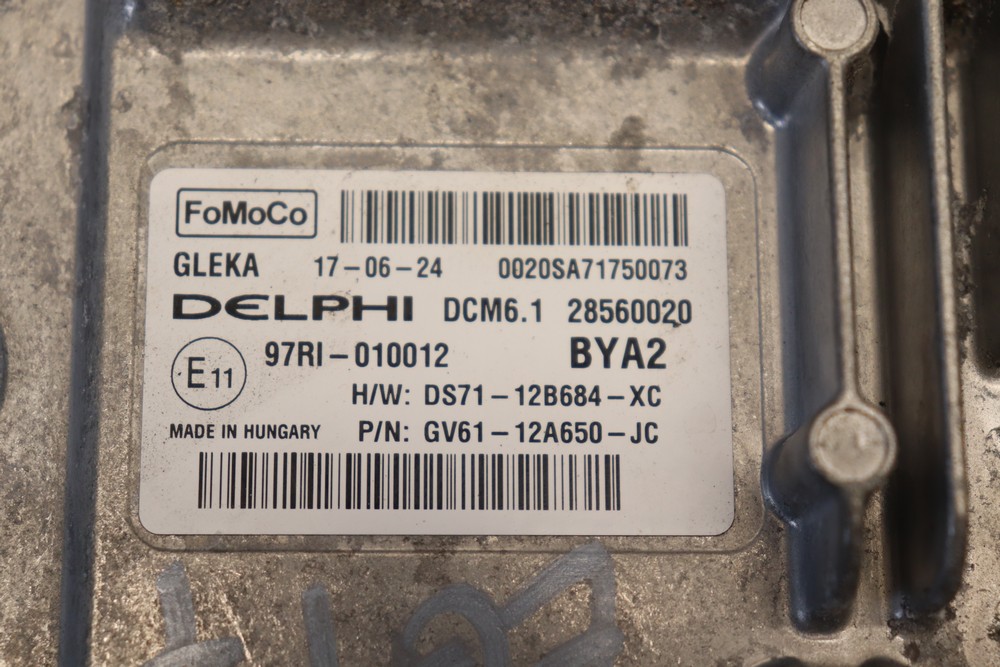 FoMoCo
GLEKA 17-06-24 0020SA71750073
DELPHI DCM6.1 28560020
E11 97RI-010012 BYA2
H/W: DS71-12B684-XC
MADE IN HUNGARY P/N: GV61-12A650-JC